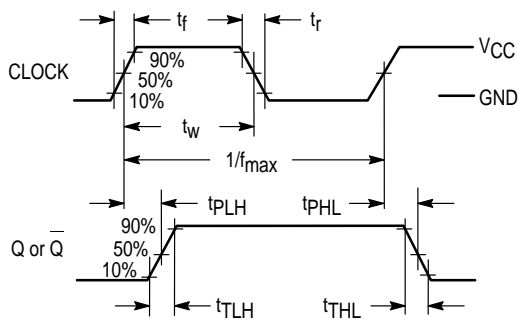 tf
tr
CLOCK
90%
50%
10%
VCC
GND
tw
1/fmax
tPLH
tPHL
Q or Q̅
90%
50%
10%
tTLH
tTHL